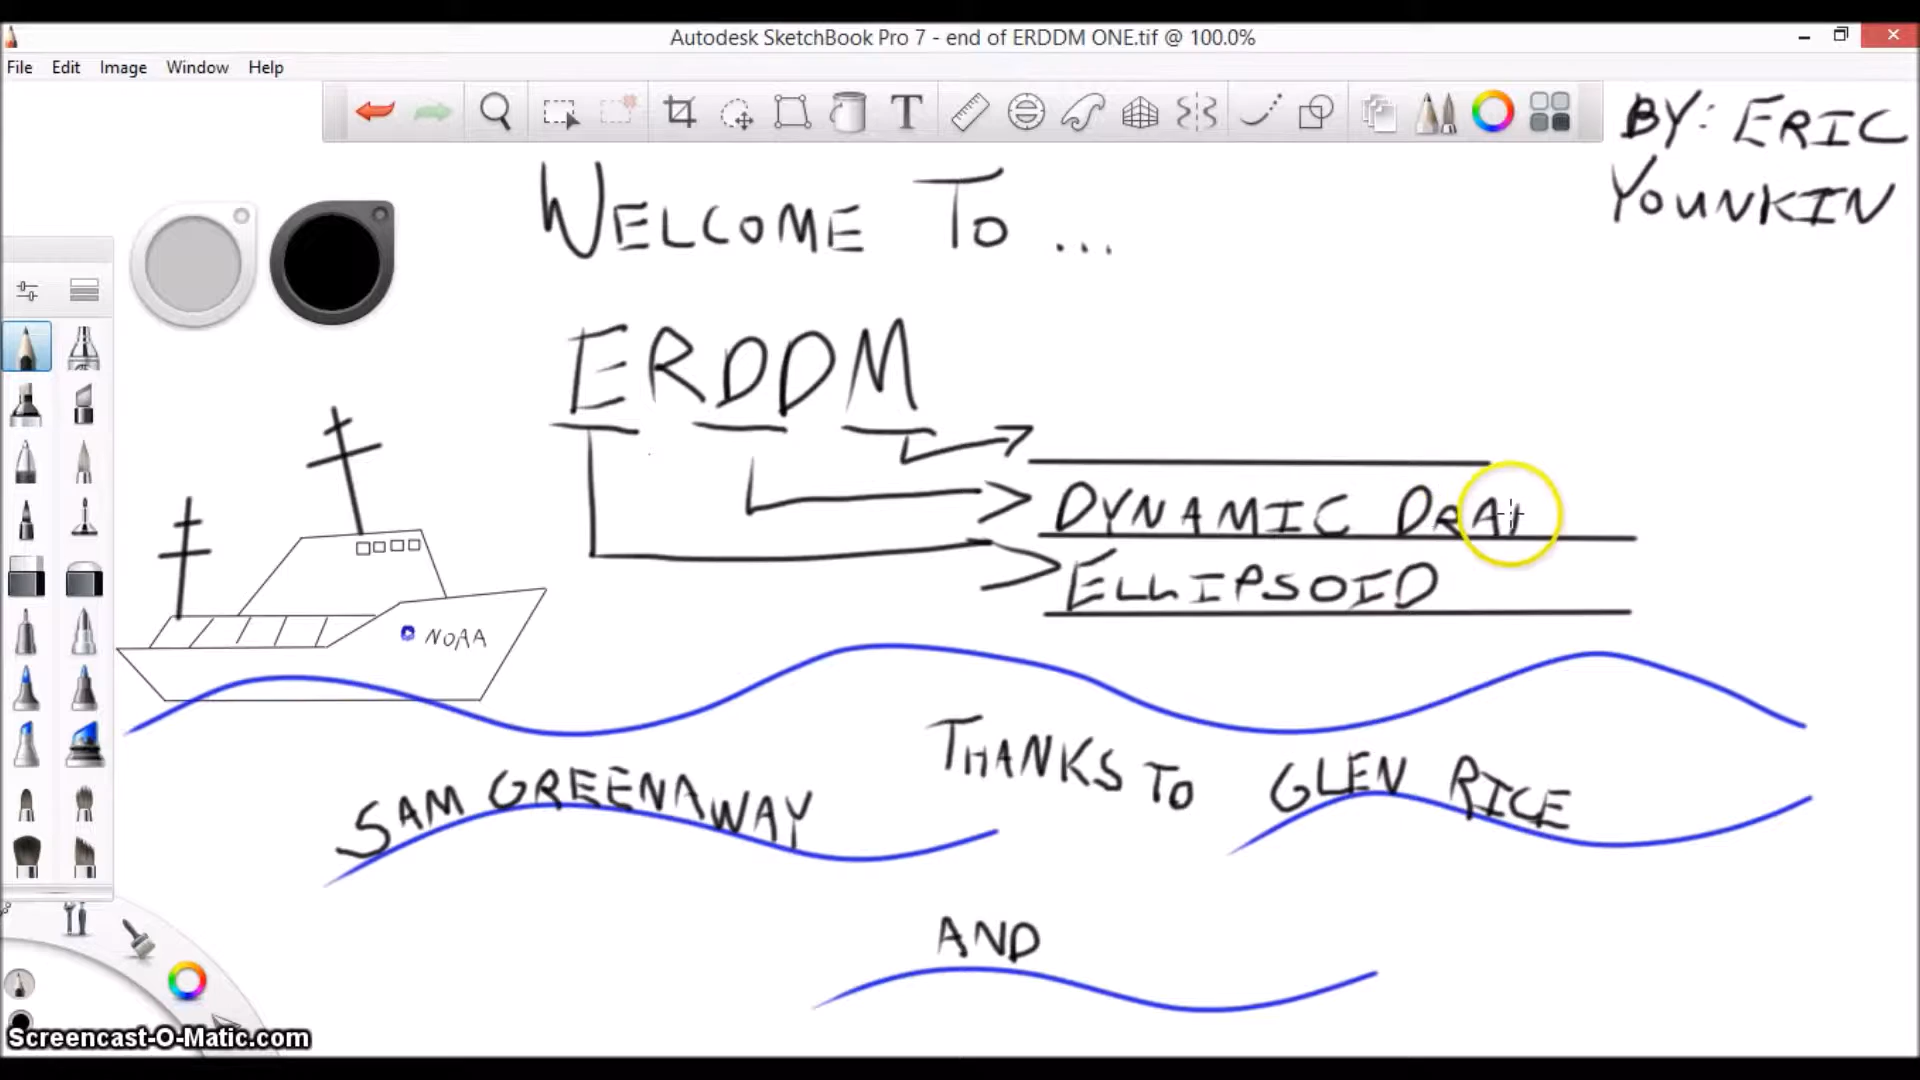 Autodesk SketchBook Pro 7 - end of ERDDM ONE.tif @ 100.0%
File Edit Image Window Help
BY: ERIC
YOUNKIN
WELCOME TO ...
ERDDM
DYNAMIC DRA
ELLIPSOID
NOAA
THANKS TO GLEN RICE
SAM GREENAWAY
AND
Screencast-O-Matic.com